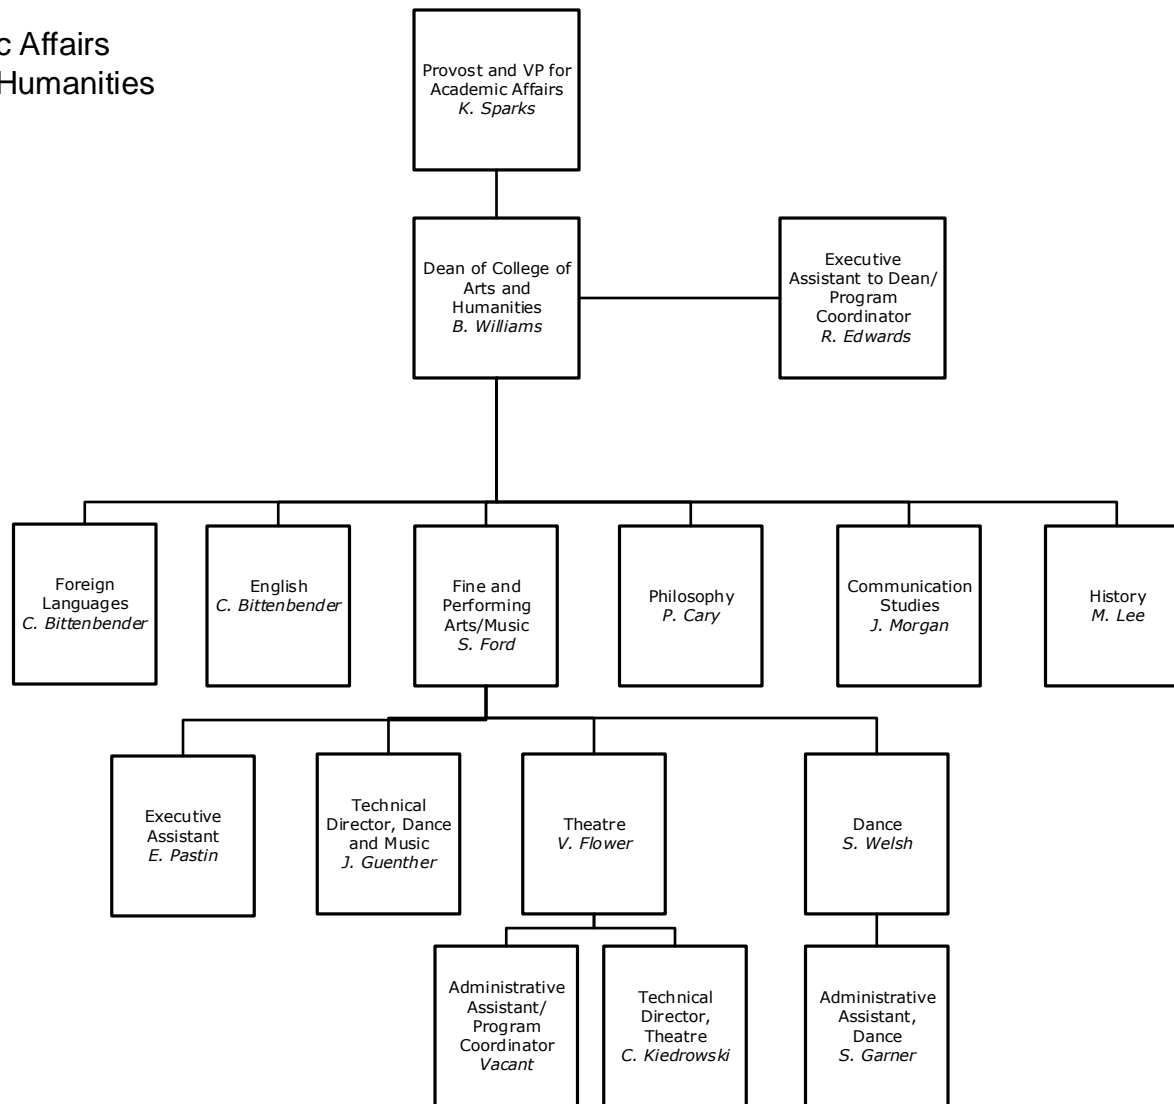 c Affairs
Humanities
Provost and VP for
Academic Affairs
K. Sparks
Dean of College of
Arts and
Humanities
B. Williams
Executive
Assistant to Dean/
Program
Coordinator
R. Edwards
Foreign
Languages
C. Bittenbender
English
C. Bittenbender
Fine and
Performing
Arts/Music
S. Ford
Philosophy
P. Cary
Communication
Studies
J. Morgan
History
M. Lee
Executive
Assistant
E. Pastin
Technical
Director, Dance
and Music
J. Guenther
Theatre
V. Flower
Dance
S. Welsh
Administrative
Assistant/
Program
Coordinator
Vacant
Technical
Director,
Theatre
C. Kiedrowski
Administrative
Assistant,
Dance
S. Garner